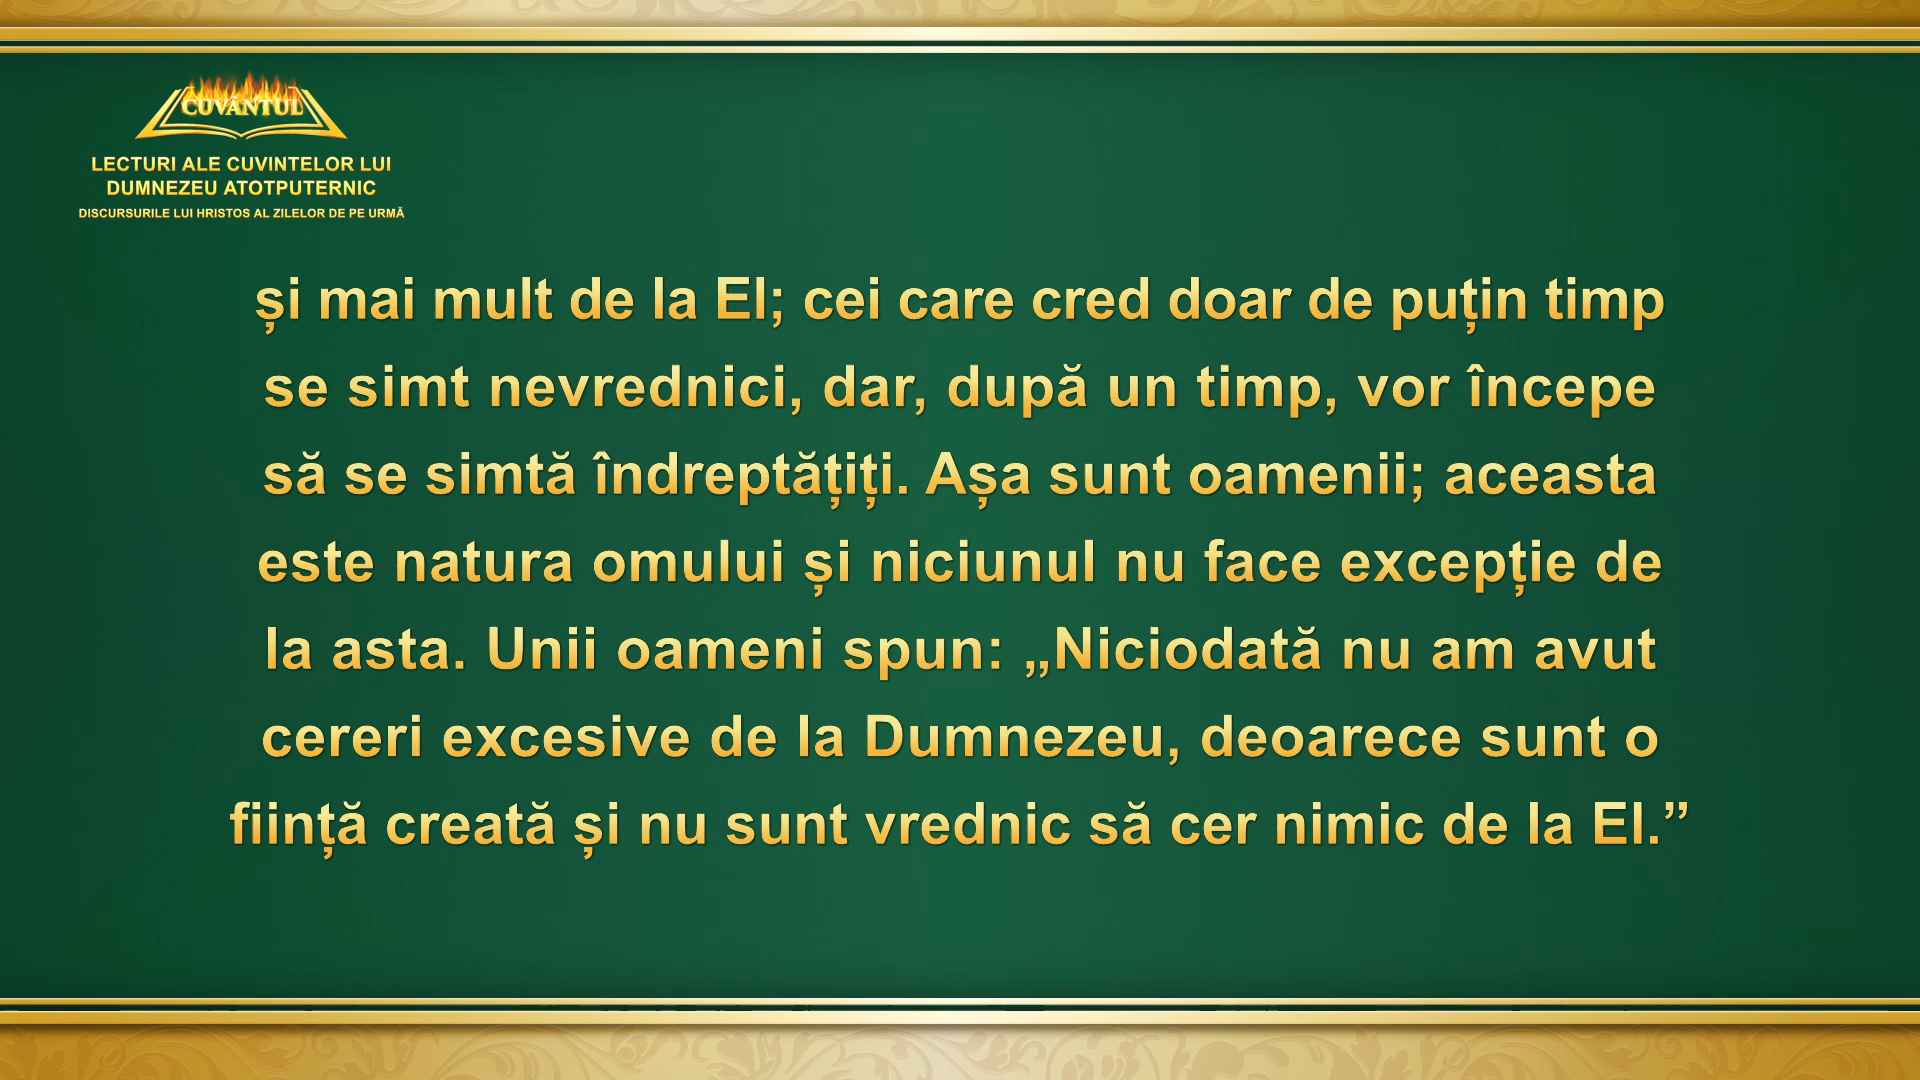 CUVÂNTUL
LECTURI ALE CUVINTELOR LUI
DUMNEZEU ATOTPUTERNIC
DISCURSURILE LUI HRISTOS AL ZILELOR DE PE URMĂ
și mai mult de la El; cei care cred doar de puțin timp
se simt nevrednici, dar, după un timp, vor începe
să se simtă îndreptățiți. Așa sunt oamenii; aceasta
este natura omului și niciunul nu face excepție de
la asta. Unii oameni spun: „Niciodată nu am avut
cereri excesive de la Dumnezeu, deoarece sunt o
ființă creată și nu sunt vrednic să cer nimic de la El.”